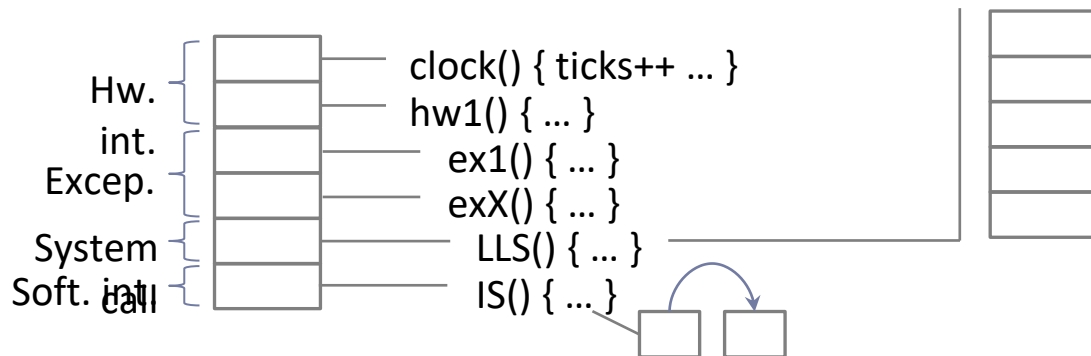 Hw.
int.
Excep.
System
call
Soft. int.
clock() { ticks++ … }
hw1() { … }
ex1() { … }
exX() { … }
LLS() { … }
IS() { … }